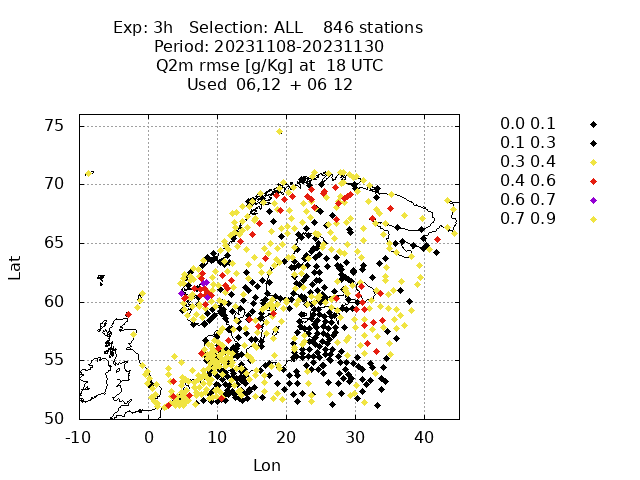 Exp: 3h   Selection: ALL    846 stations
Period: 20231108-20231130
Q2m rmse [g/Kg] at  18 UTC
Used  06,12  + 06 12
75
70
65
60
55
50
Lat
-10 0 10 20 30 40
Lon
0.0 0.1
0.1 0.3
0.3 0.4
0.4 0.6
0.6 0.7
0.7 0.9